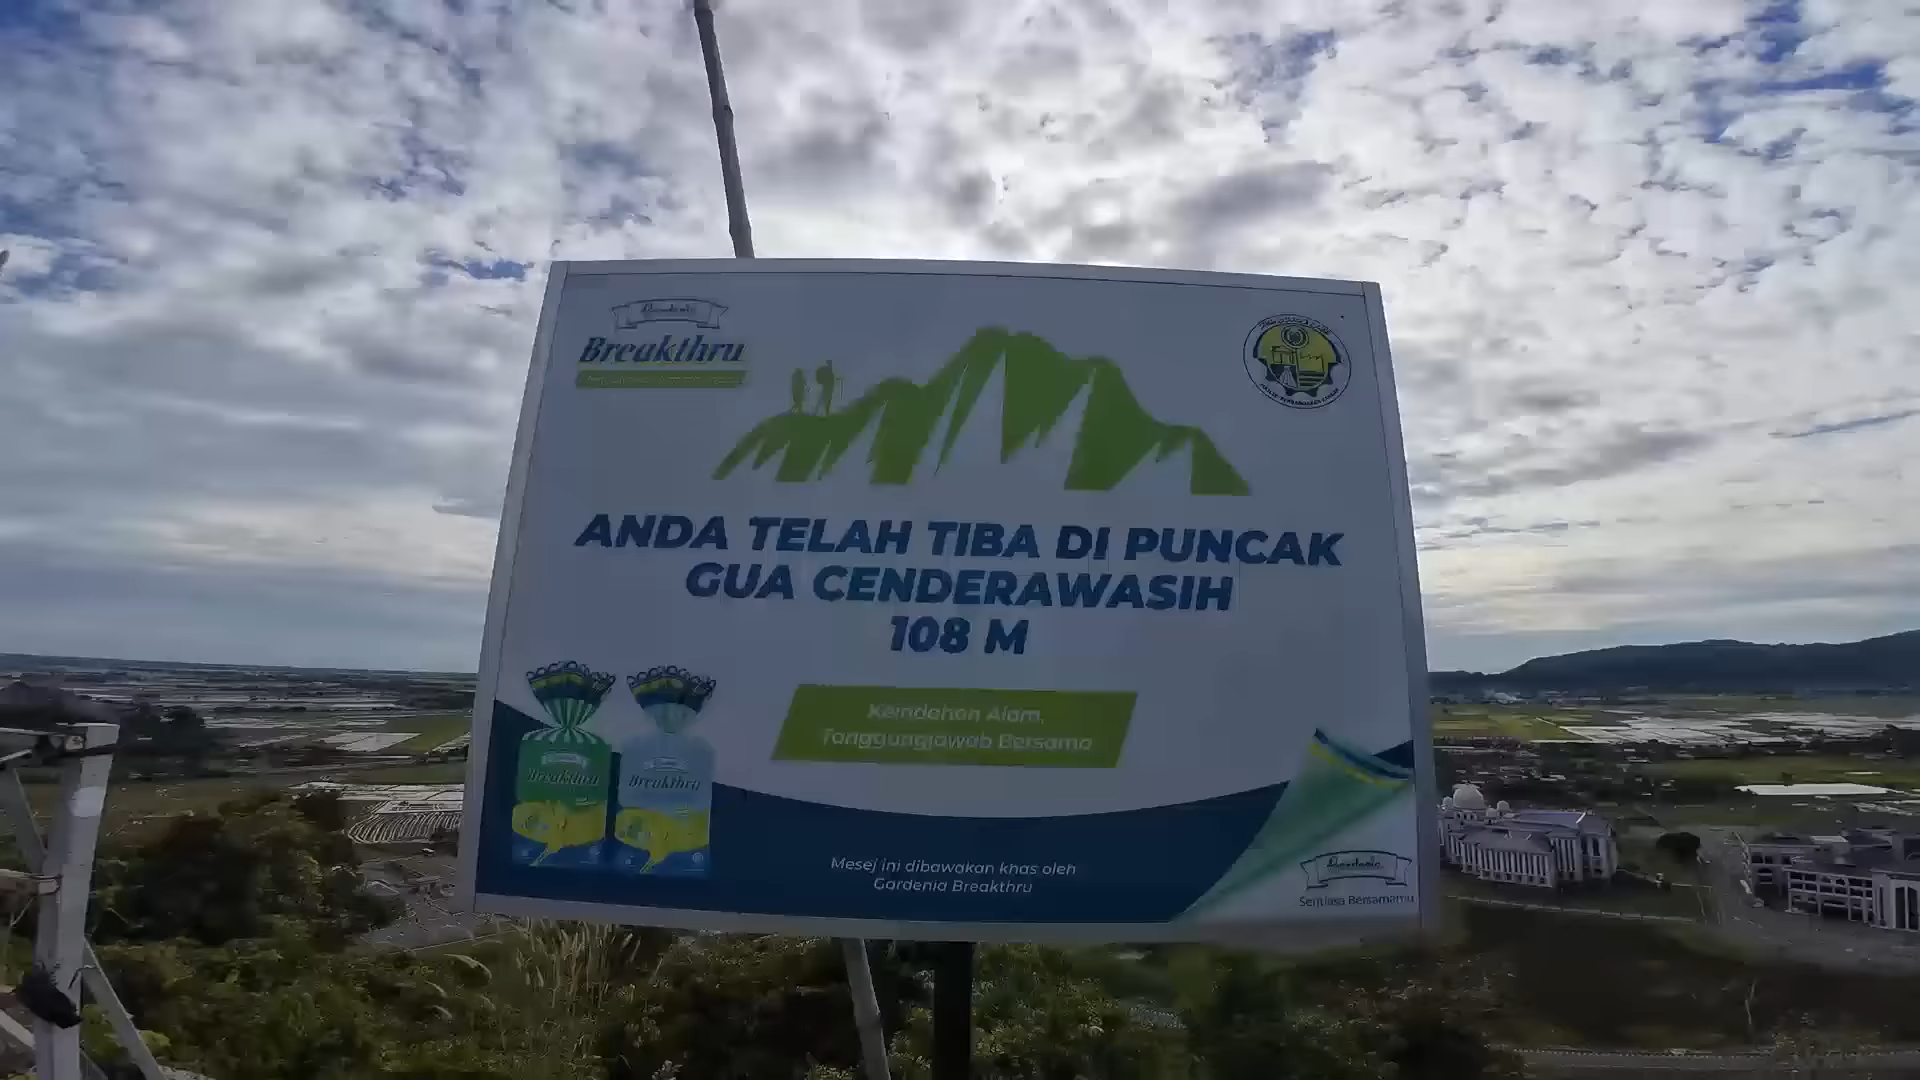 Gardenia
Breakthru
ANDA TELAH TIBA DI PUNCAK
GUA CENDERAWASIH
108 M
Keindahan Alam,
Tanggungjawab Bersama
Breakthru
Breakthru
Mesej ini dibawakan khas oleh
Gardenia Breakthru
Gardenia
Sentiasa Bersamamu